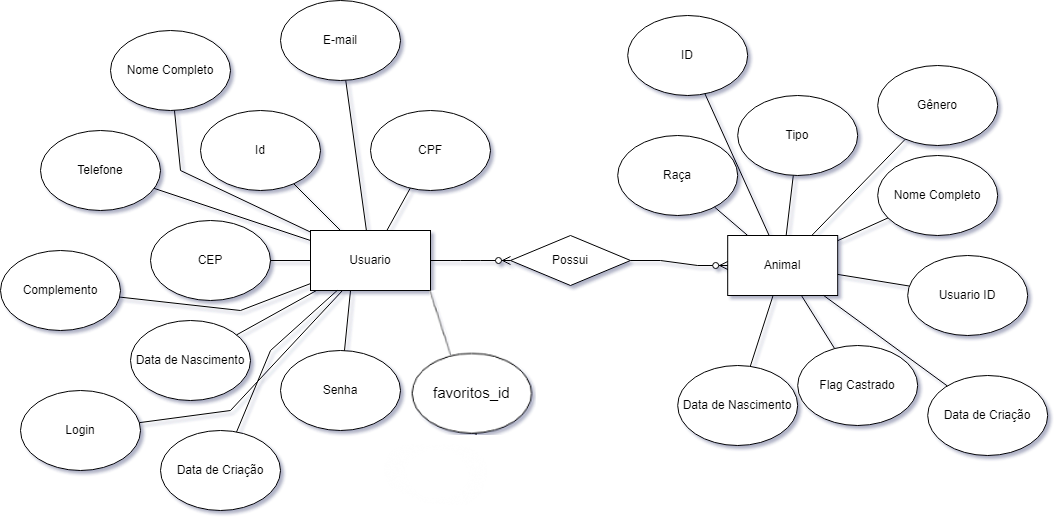 E-mail
ID
Nome Completo
Gênero
Tipo
Id
CPF
Telefone
Raça
Nome Completo
CEP
Usuario
Possui
Animal
Complemento
Usuario ID
Data de Nascimento
Senha
favoritos_id
Flag Castrado
Data de Nascimento
Data de Criação
Login
Data de Criação